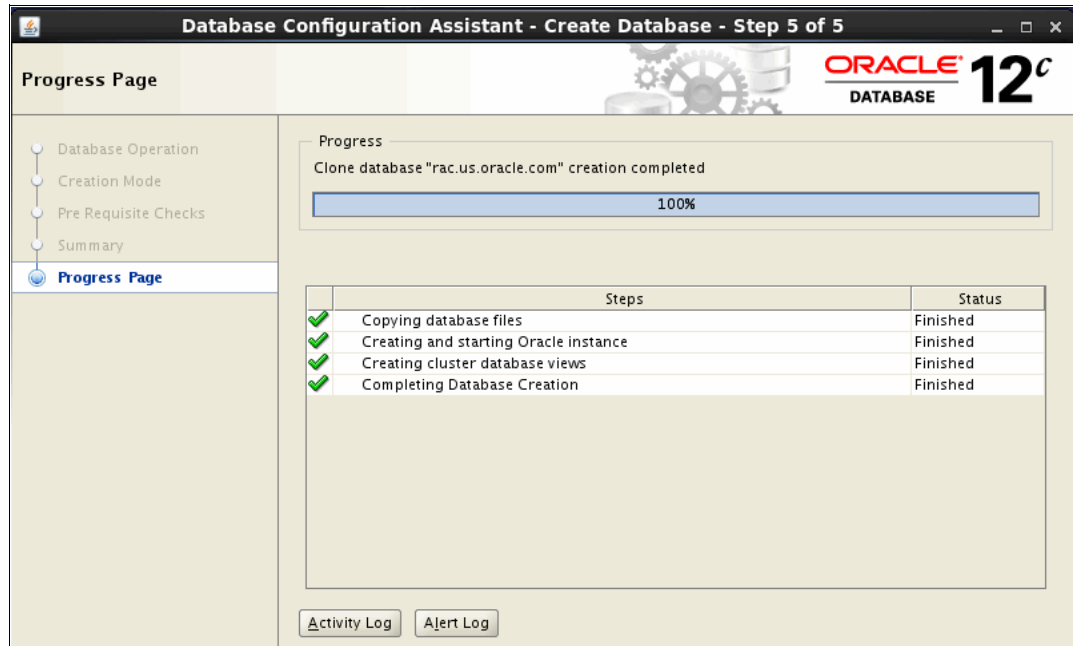 Database Configuration Assistant - Create Database - Step 5 of 5
Progress Page
ORACLE
DATABASE
12c
Database Operation
Creation Mode
Pre Requisite Checks
Summary
Progress Page
Progress
Clone database "rac.us.oracle.com" creation completed
100%
Steps Status
Copying database files Finished
Creating and starting Oracle instance Finished
Creating cluster database views Finished
Completing Database Creation Finished
Activity Log Alert Log